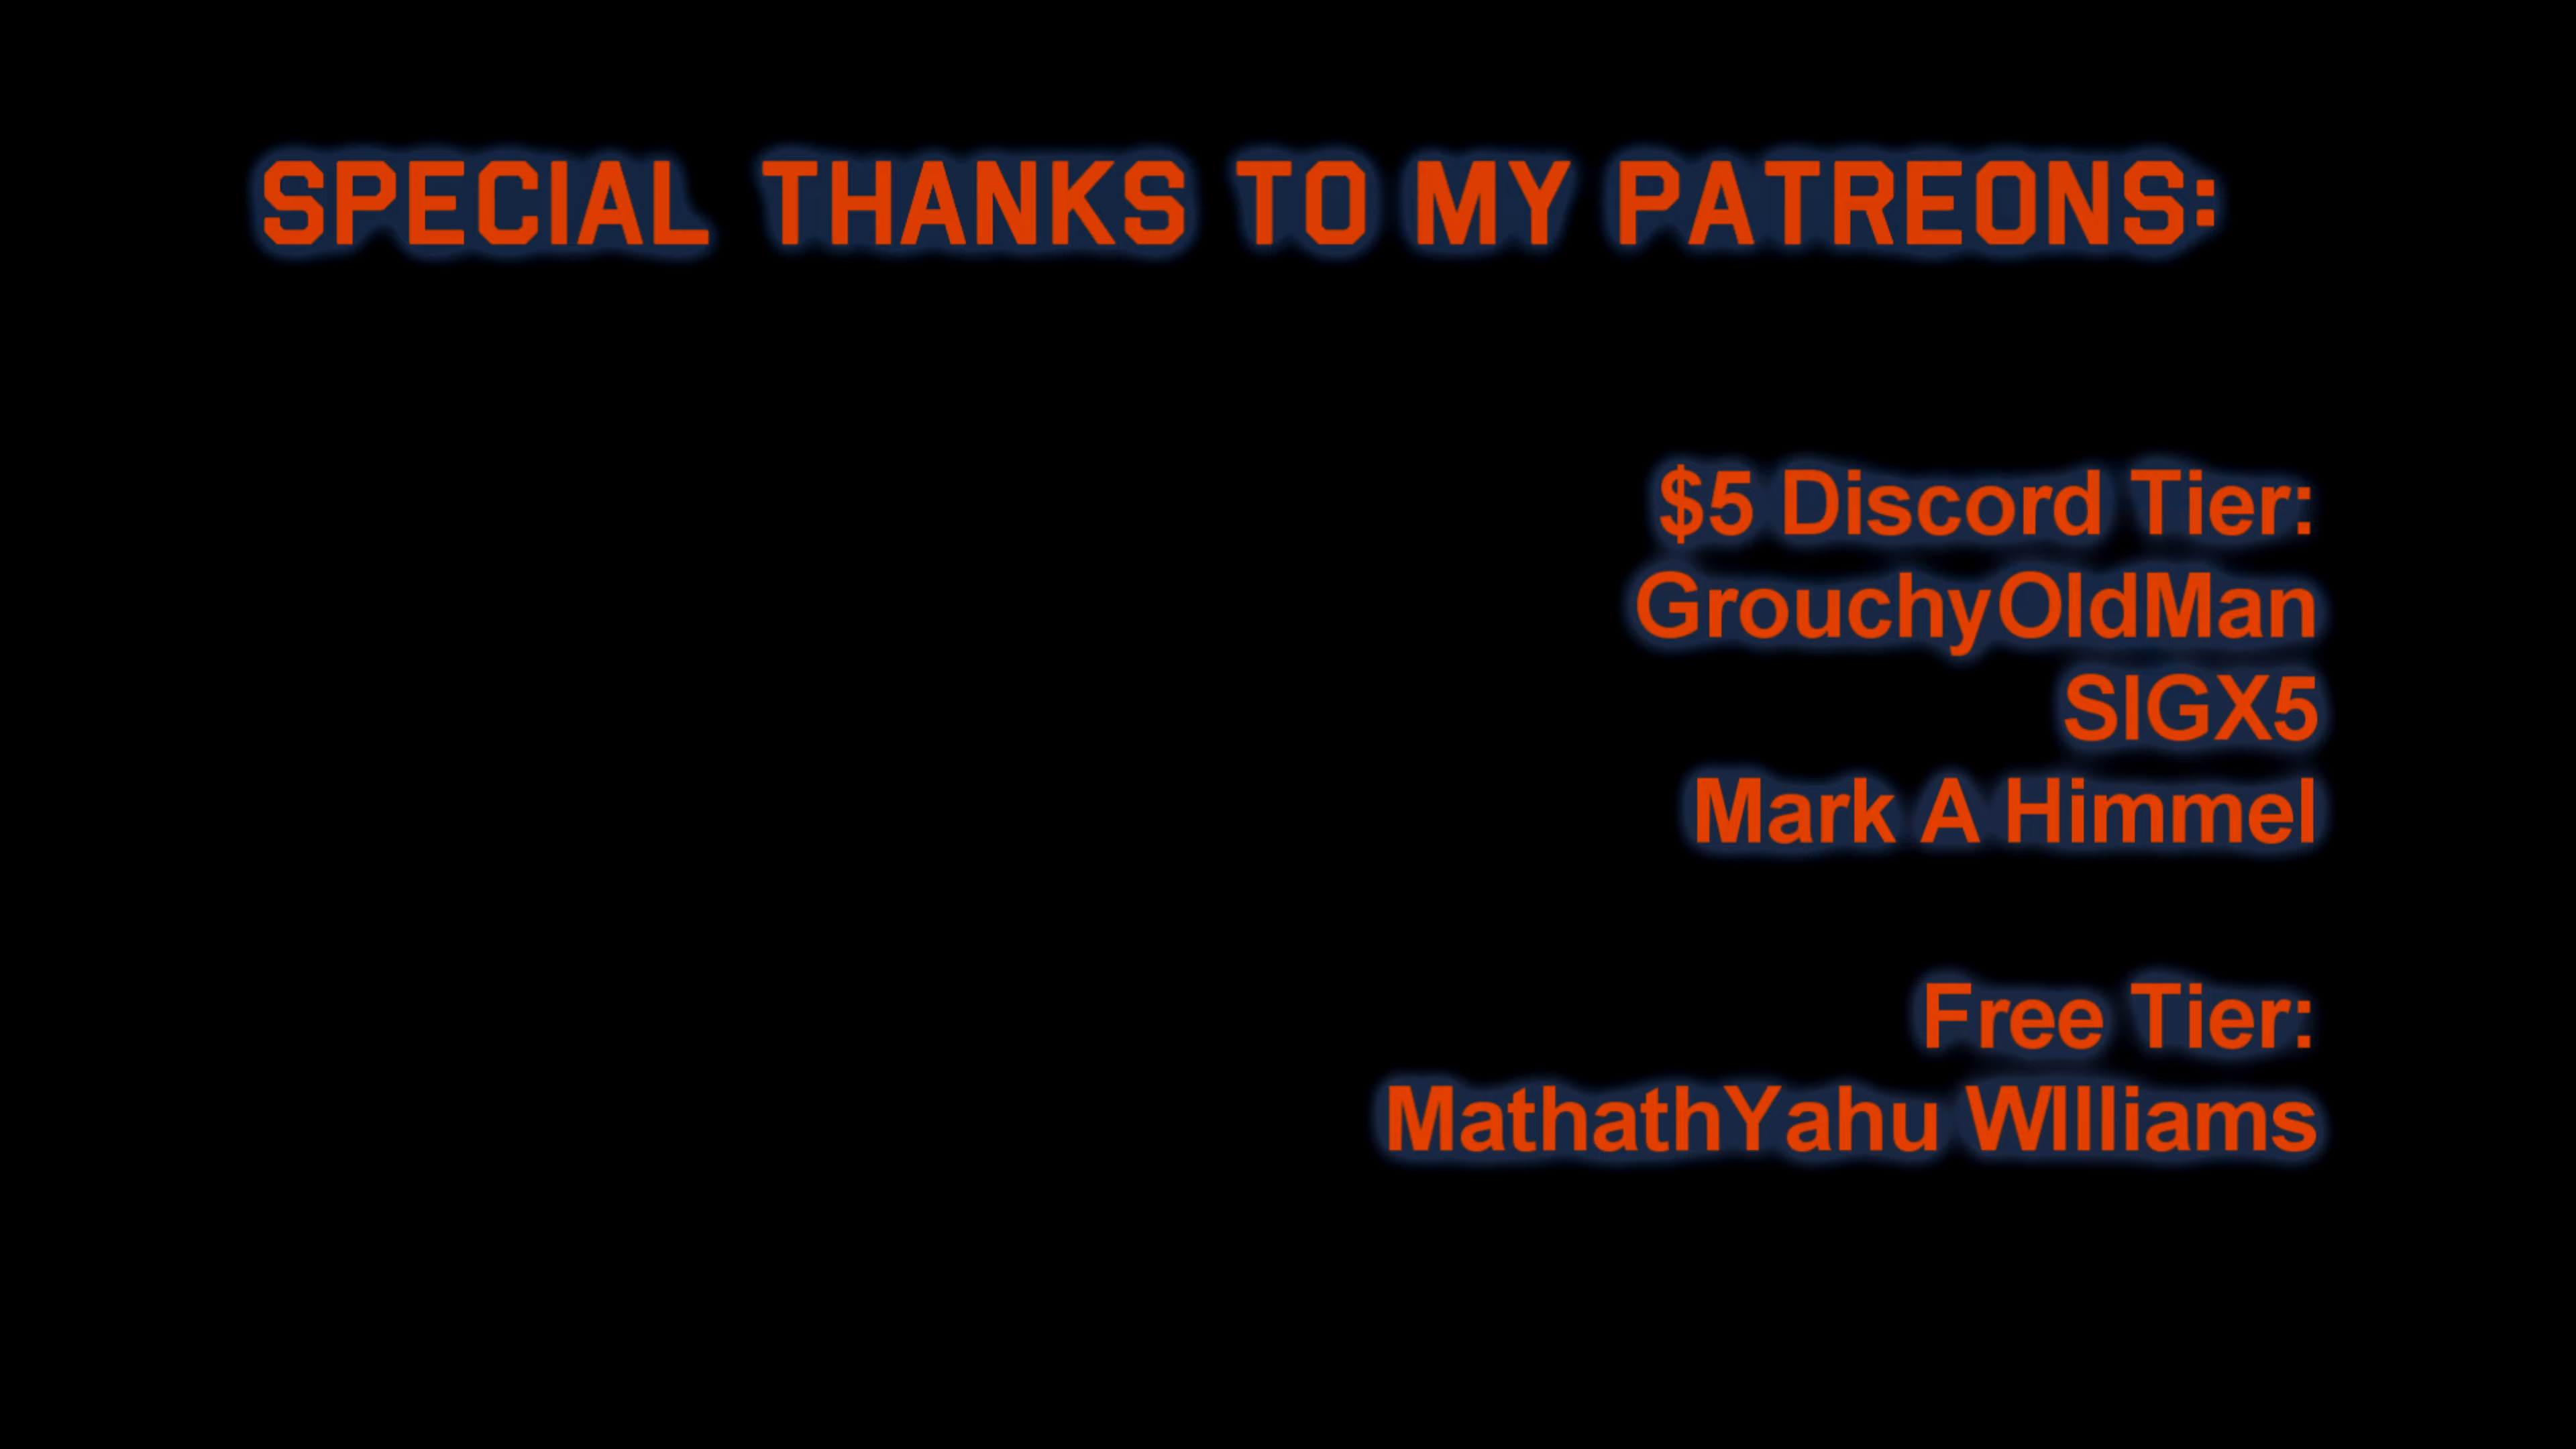 SPECIAL THANKS TO MY PATREONS:
$5 Discord Tier:
GrouchyOldMan
SIGX5
Mark A Himmel
Free Tier:
MathathYahu WIlliams